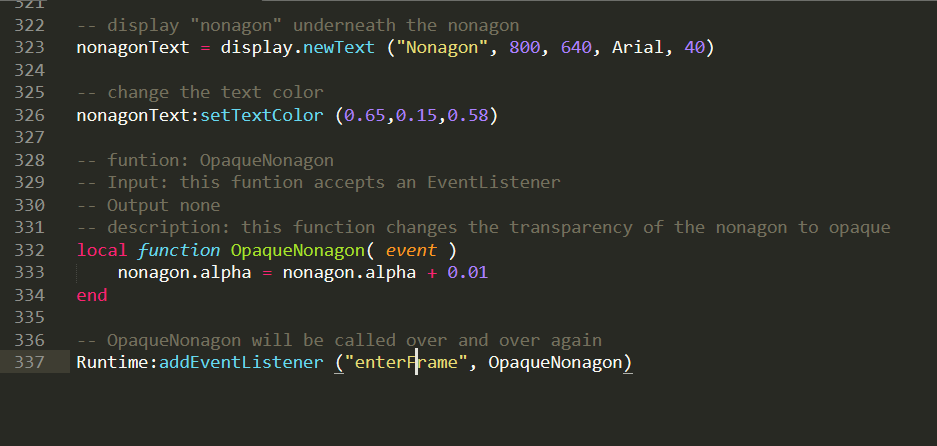 321
322 -- display "nonagon" underneath the nonagon
323 nonagonText = display.newText ("Nonagon", 800, 640, Arial, 40)
324
325 -- change the text color
326 nonagonText:setTextColor (0.65,0.15,0.58)
327
328 -- funtion: OpaqueNonagon
329 -- Input: this funtion accepts an EventListener
330 -- Output none
331 -- description: this function changes the transparency of the nonagon to opaque
332 local function OpaqueNonagon( event )
333     nonagon.alpha = nonagon.alpha + 0.01
334 end
335
336 -- OpaqueNonagon will be called over and over again
337 Runtime:addEventListener ("enterFrame", OpaqueNonagon)